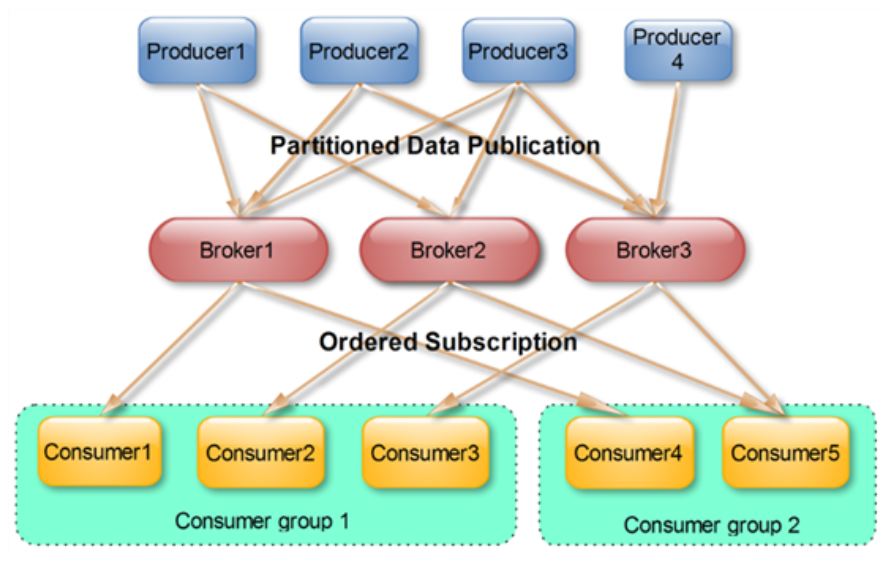 Producer1
Producer2
Producer3
Producer
4
Partitioned Data Publication
Broker1
Broker2
Broker3
Ordered Subscription
Consumer1
Consumer2
Consumer3
Consumer4
Consumer5
Consumer group 1
Consumer group 2